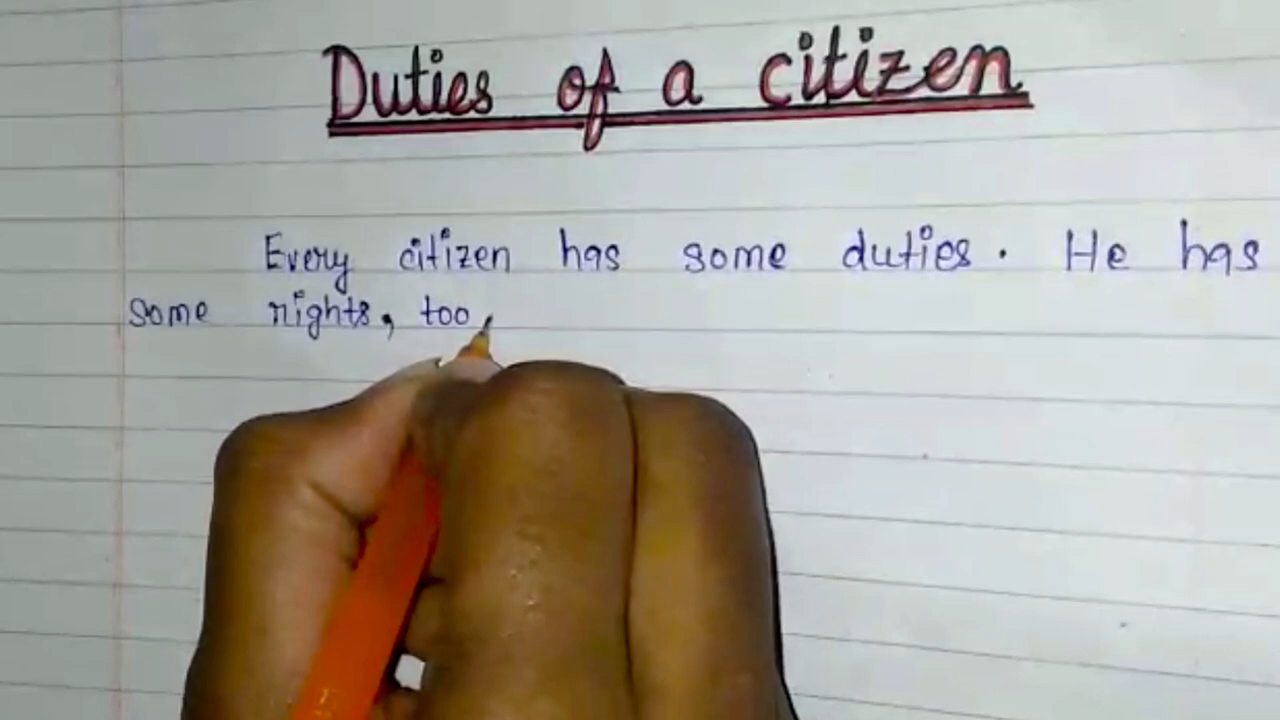 Duties of a citizen
Every citizen has some duties. He has
some rights, too